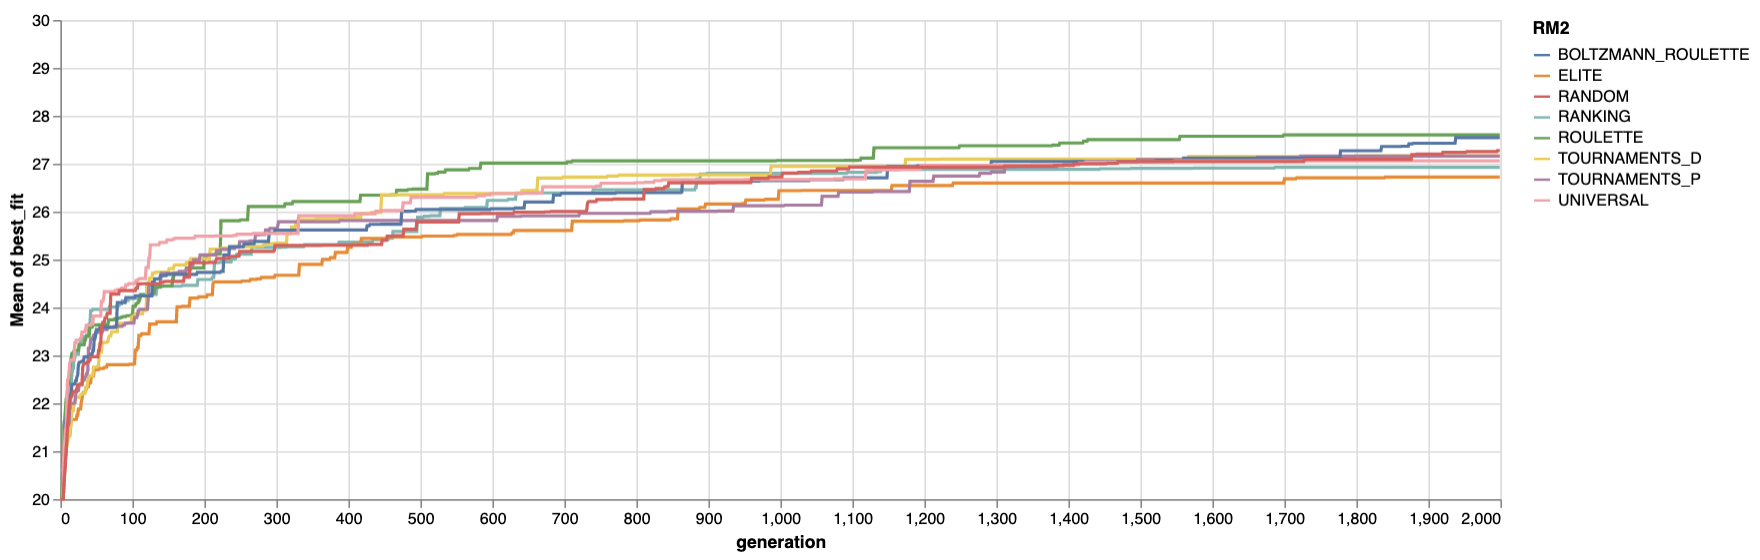 30
29
28
27
26
25
24
23
22
21
20
Mean of best_fit
0 100 200 300 400 500 600 700 800 900 1,000 1,100 1,200 1,300 1,400 1,500 1,600 1,700 1,800 1,900 2,000
generation
RM2
BOLTZMANN_ROULETTE
ELITE
RANDOM
RANKING
ROULETTE
TOURNAMENTS_D
TOURNAMENTS_P
UNIVERSAL